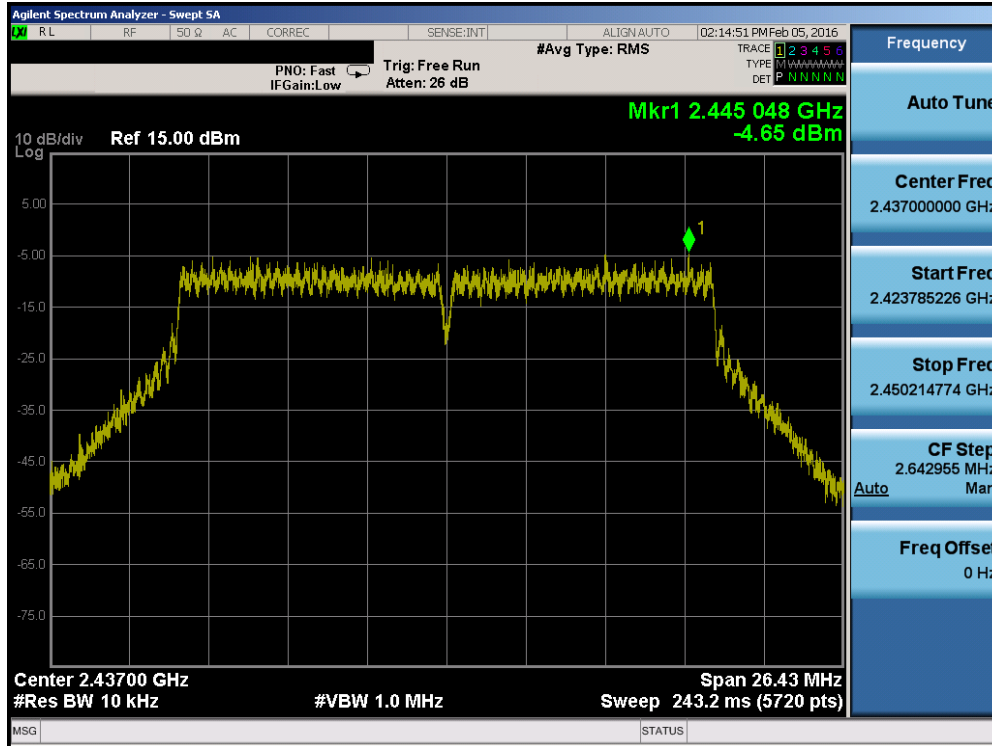 Agilent Spectrum Analyzer - Swept SA
LXI RL RF 50 Ω AC CORREC SENSE:INT ALIGN AUTO 02:14:51 PM Feb 05, 2016
#Avg Type: RMS
TRACE 1 2 3 4 5 6
TYPE M
DET P N N N N N
PNO: Fast
IFGain:Low
Trig: Free Run
Atten: 26 dB
Mkr1 2.445 048 GHz
-4.65 dBm
10 dB/div Ref 15.00 dBm
Log
1
5.00
-5.00
-15.0
-25.0
-35.0
-45.0
-55.0
-65.0
-75.0
Center 2.43700 GHz Span 26.43 MHz
#Res BW 10 kHz #VBW 1.0 MHz Sweep 243.2 ms (5720 pts)
MSG STATUS
Frequency
Auto Tune
Center Freq
2.437000000 GHz
Start Freq
2.423785226 GHz
Stop Freq
2.450214774 GHz
CF Step
2.642955 MHz
Auto Man
Freq Offset
0 Hz